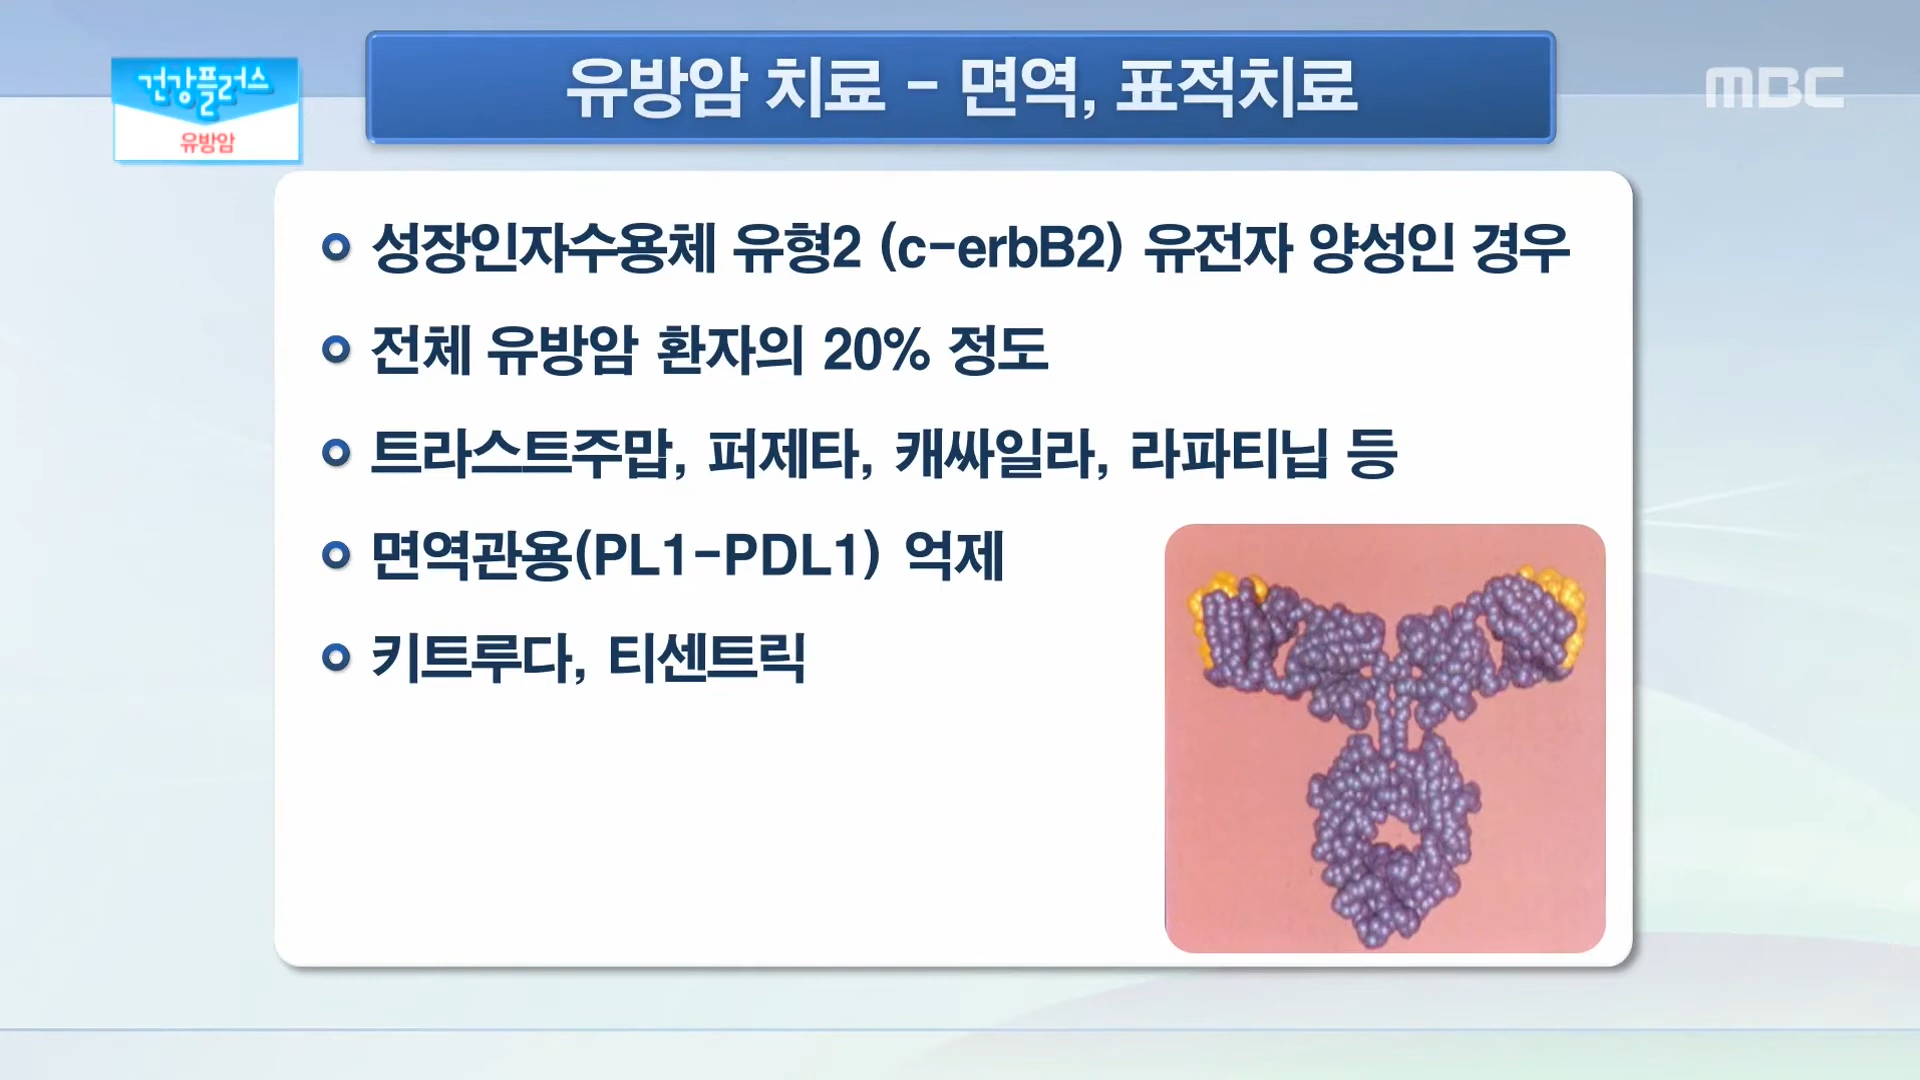 건강플러스
유방암
유방암 치료 - 면역, 표적치료
MBC
성장인자수용체 유형2 (c-erbB2) 유전자 양성인 경우
전체 유방암 환자의 20% 정도
트라스트주맙, 퍼제타, 캐싸일라, 라파티닙 등
면역관용(PL1-PDL1) 억제
키트루다, 티센트릭